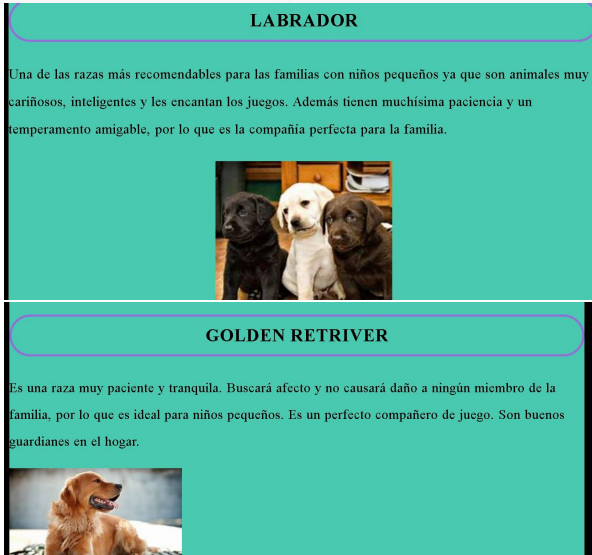 LABRADOR
Una de las razas más recomendables para las familias con niños pequeños ya que son animales muy
cariñosos, inteligentes y les encantan los juegos. Además tienen muchísima paciencia y un
temperamento amigable, por lo que es la compañía perfecta para la familia.
GOLDEN RETRIVER
Es una raza muy paciente y tranquila. Buscará afecto y no causará daño a ningún miembro de la
familia, por lo que es ideal para niños pequeños. Es un perfecto compañero de juego. Son buenos
guardianes en el hogar.